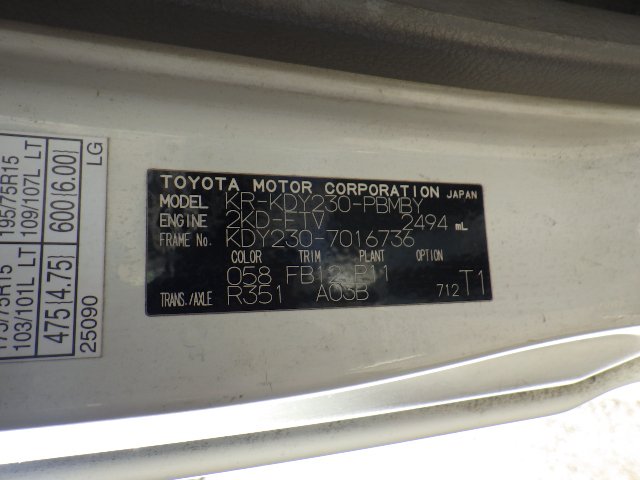 TOYOTA MOTOR CORPORATION JAPAN
MODEL KR-KDY230-PBMBY
ENGINE 2KD-FTV 2494 mL
FRAME No. KDY230-7016736
COLOR TRIM PLANT OPTION
058 FB12 P11
TRANS./AXLE R351 A03B 712 T1
195/75R15
109/107L LT
600(6.00)
LG
103/101L LT
475(4.75)
25090